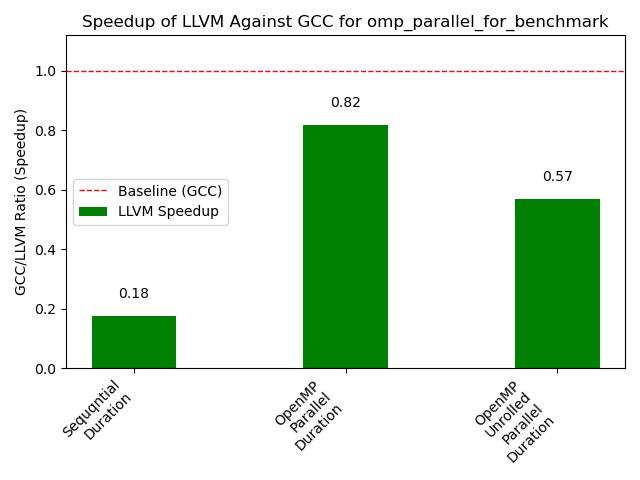 Speedup of LLVM Against GCC for omp_parallel_for_benchmark
GCC/LLVM Ratio (Speedup)
1.0
0.8
0.6
0.4
0.2
0.0
Baseline (GCC)
LLVM Speedup
0.18
0.82
0.57
Sequqntial
Duration
OpenMP
Parallel
Duration
OpenMP
Unrolled
Parallel
Duration